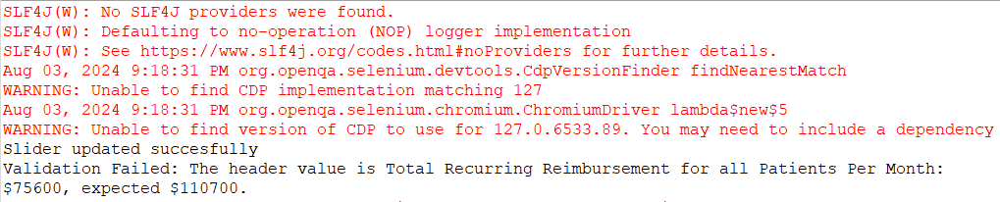 SLF4J(W): No SLF4J providers were found.
SLF4J(W): Defaulting to no-operation (NOP) logger implementation
SLF4J(W): See https://www.slf4j.org/codes.html#noProviders for further details.
Aug 03, 2024 9:18:31 PM org.openqa.selenium.devtools.CdpVersionFinder findNearestMatch
WARNING: Unable to find CDP implementation matching 127
Aug 03, 2024 9:18:31 PM org.openqa.selenium.chromium.ChromiumDriver lambda$new$5
WARNING: Unable to find version of CDP to use for 127.0.6533.89. You may need to include a dependency
Slider updated succesfully
Validation Failed: The header value is Total Recurring Reimbursement for all Patients Per Month:
$75600, expected $110700.